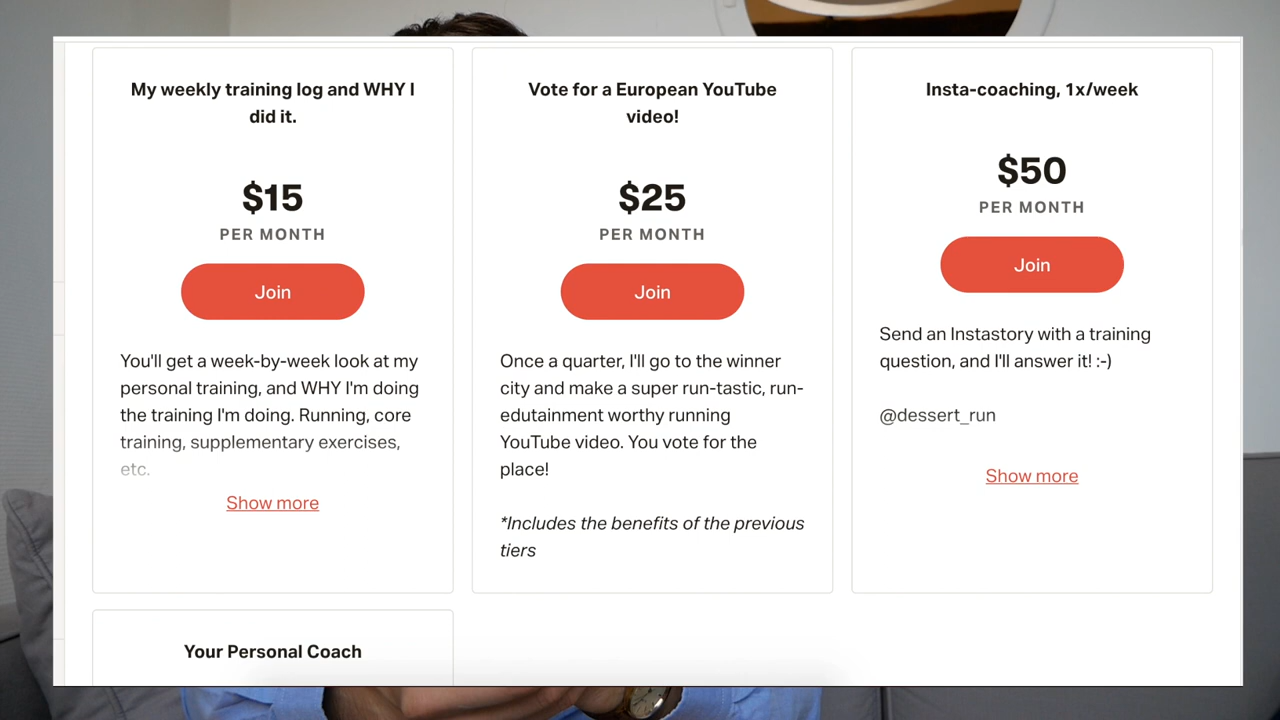 My weekly training log and WHY I
did it.
$15
PER MONTH
Join
You'll get a week-by-week look at my
personal training, and WHY I'm doing
the training I'm doing. Running, core
training, supplementary exercises,
etc.
Show more
Vote for a European YouTube
video!
$25
PER MONTH
Join
Once a quarter, I'll go to the winner
city and make a super run-tastic, run-
edutainment worthy running
YouTube video. You vote for the
place!
*Includes the benefits of the previous
tiers
Insta-coaching, 1x/week
$50
PER MONTH
Join
Send an Instastory with a training
question, and I'll answer it! :-)
@dessert_run
Show more
Your Personal Coach